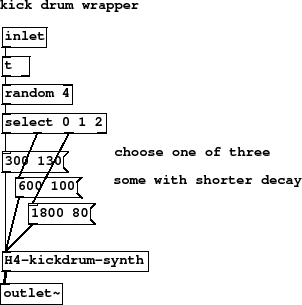 kick drum wrapper
inlet
t
random 4
select 0 1 2
300 130
choose one of three
600 100
some with shorter decay
1800 80
H4-kickdrum-synth
outlet~